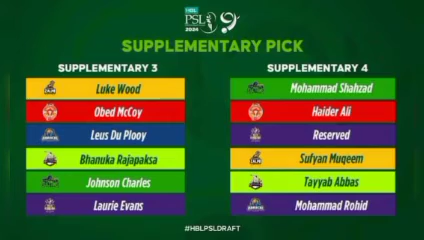 HBL
PSL
2024
9
SUPPLEMENTARY PICK
SUPPLEMENTARY 3
Luke Wood
Obed McCoy
Leus Du Plooy
Bhanuka Rajapaksa
Johnson Charles
Laurie Evans
SUPPLEMENTARY 4
Mohammad Shahzad
Haider Ali
Reserved
Sufyan Muqeem
Tayyab Abbas
Mohammad Rohid
#HBLPSLDRAFT